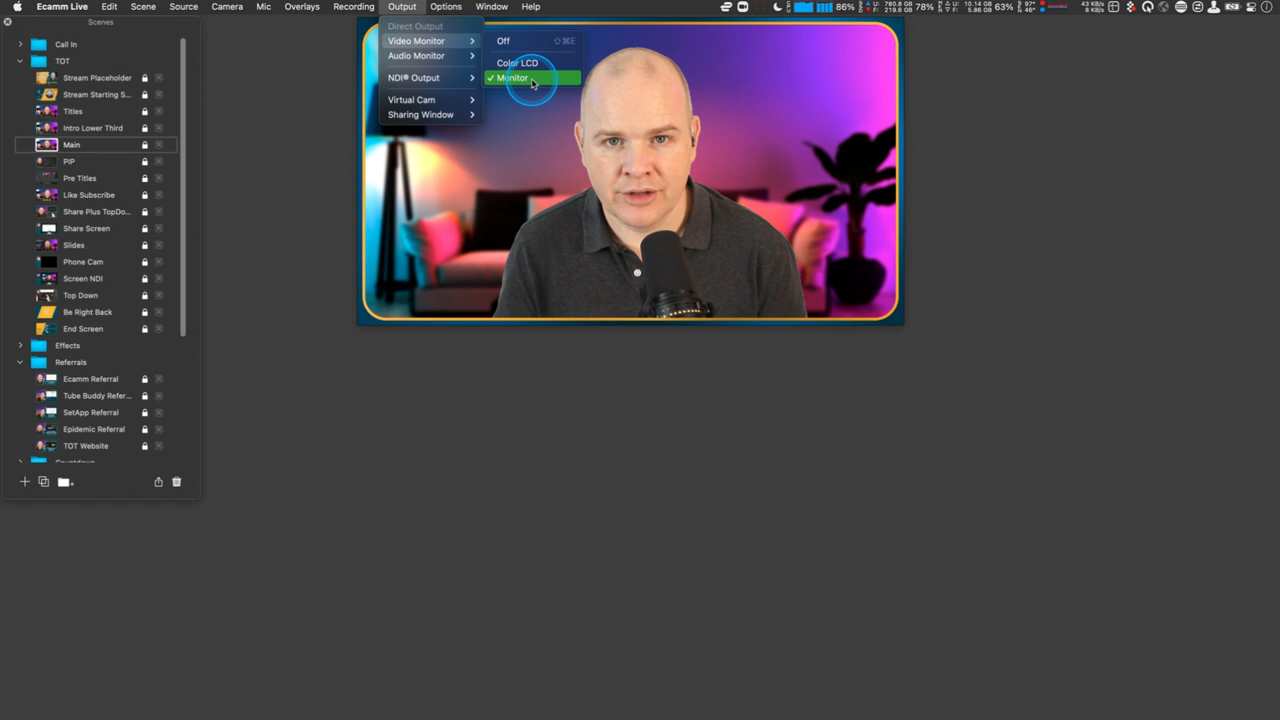 Ecamm Live Edit Scene Source Camera Mic Overlays Recording Output Options Window Help
86% 78% 63%
Scenes
Call In
TOT
Stream Placeholder
Stream Starting S...
Titles
Intro Lower Third
Main
PIP
Pre Titles
Like Subscribe
Share Plus TopDo...
Share Screen
Slides
Phone Cam
Screen NDI
Top Down
Be Right Back
End Screen
Effects
Referrals
Ecamm Referral
Tube Buddy Refer...
SetApp Referral
Epidemic Referral
TOT Website
Direct Output
Video Monitor
Audio Monitor
NDI® Output
Virtual Cam
Sharing Window
Off ⇧⌘E
Color LCD
✓ Monitor